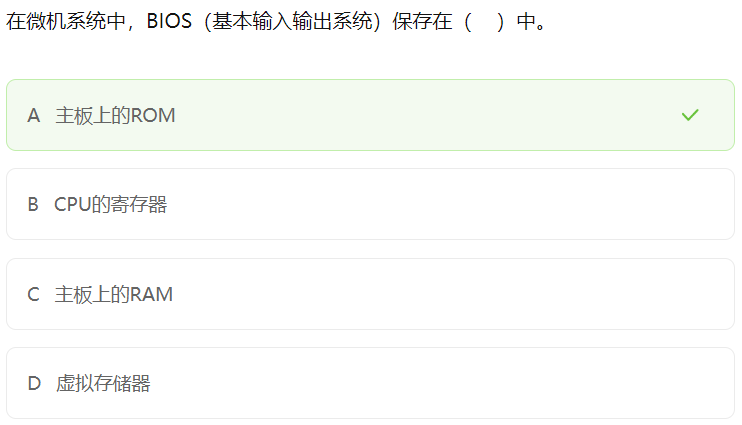 在微机系统中，BIOS（基本输入输出系统）保存在（　）中。
A 主板上的ROM
B CPU的寄存器
C 主板上的RAM
D 虚拟存储器